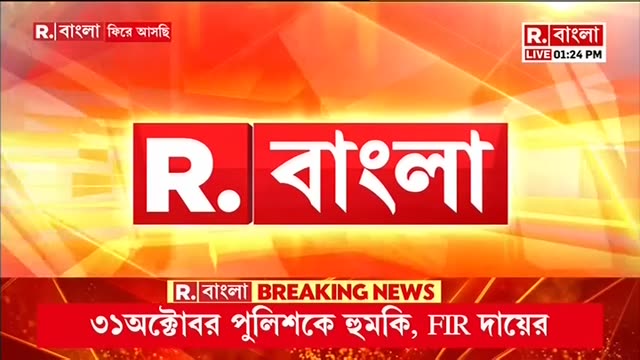 R. বাংলা ফিরে আসছি
R. বাংলা
LIVE 01:24 PM
R. বাংলা
R. বাংলা BREAKING NEWS
৩১অক্টোবর পুলিশকে হুমকি, FIR দায়ের